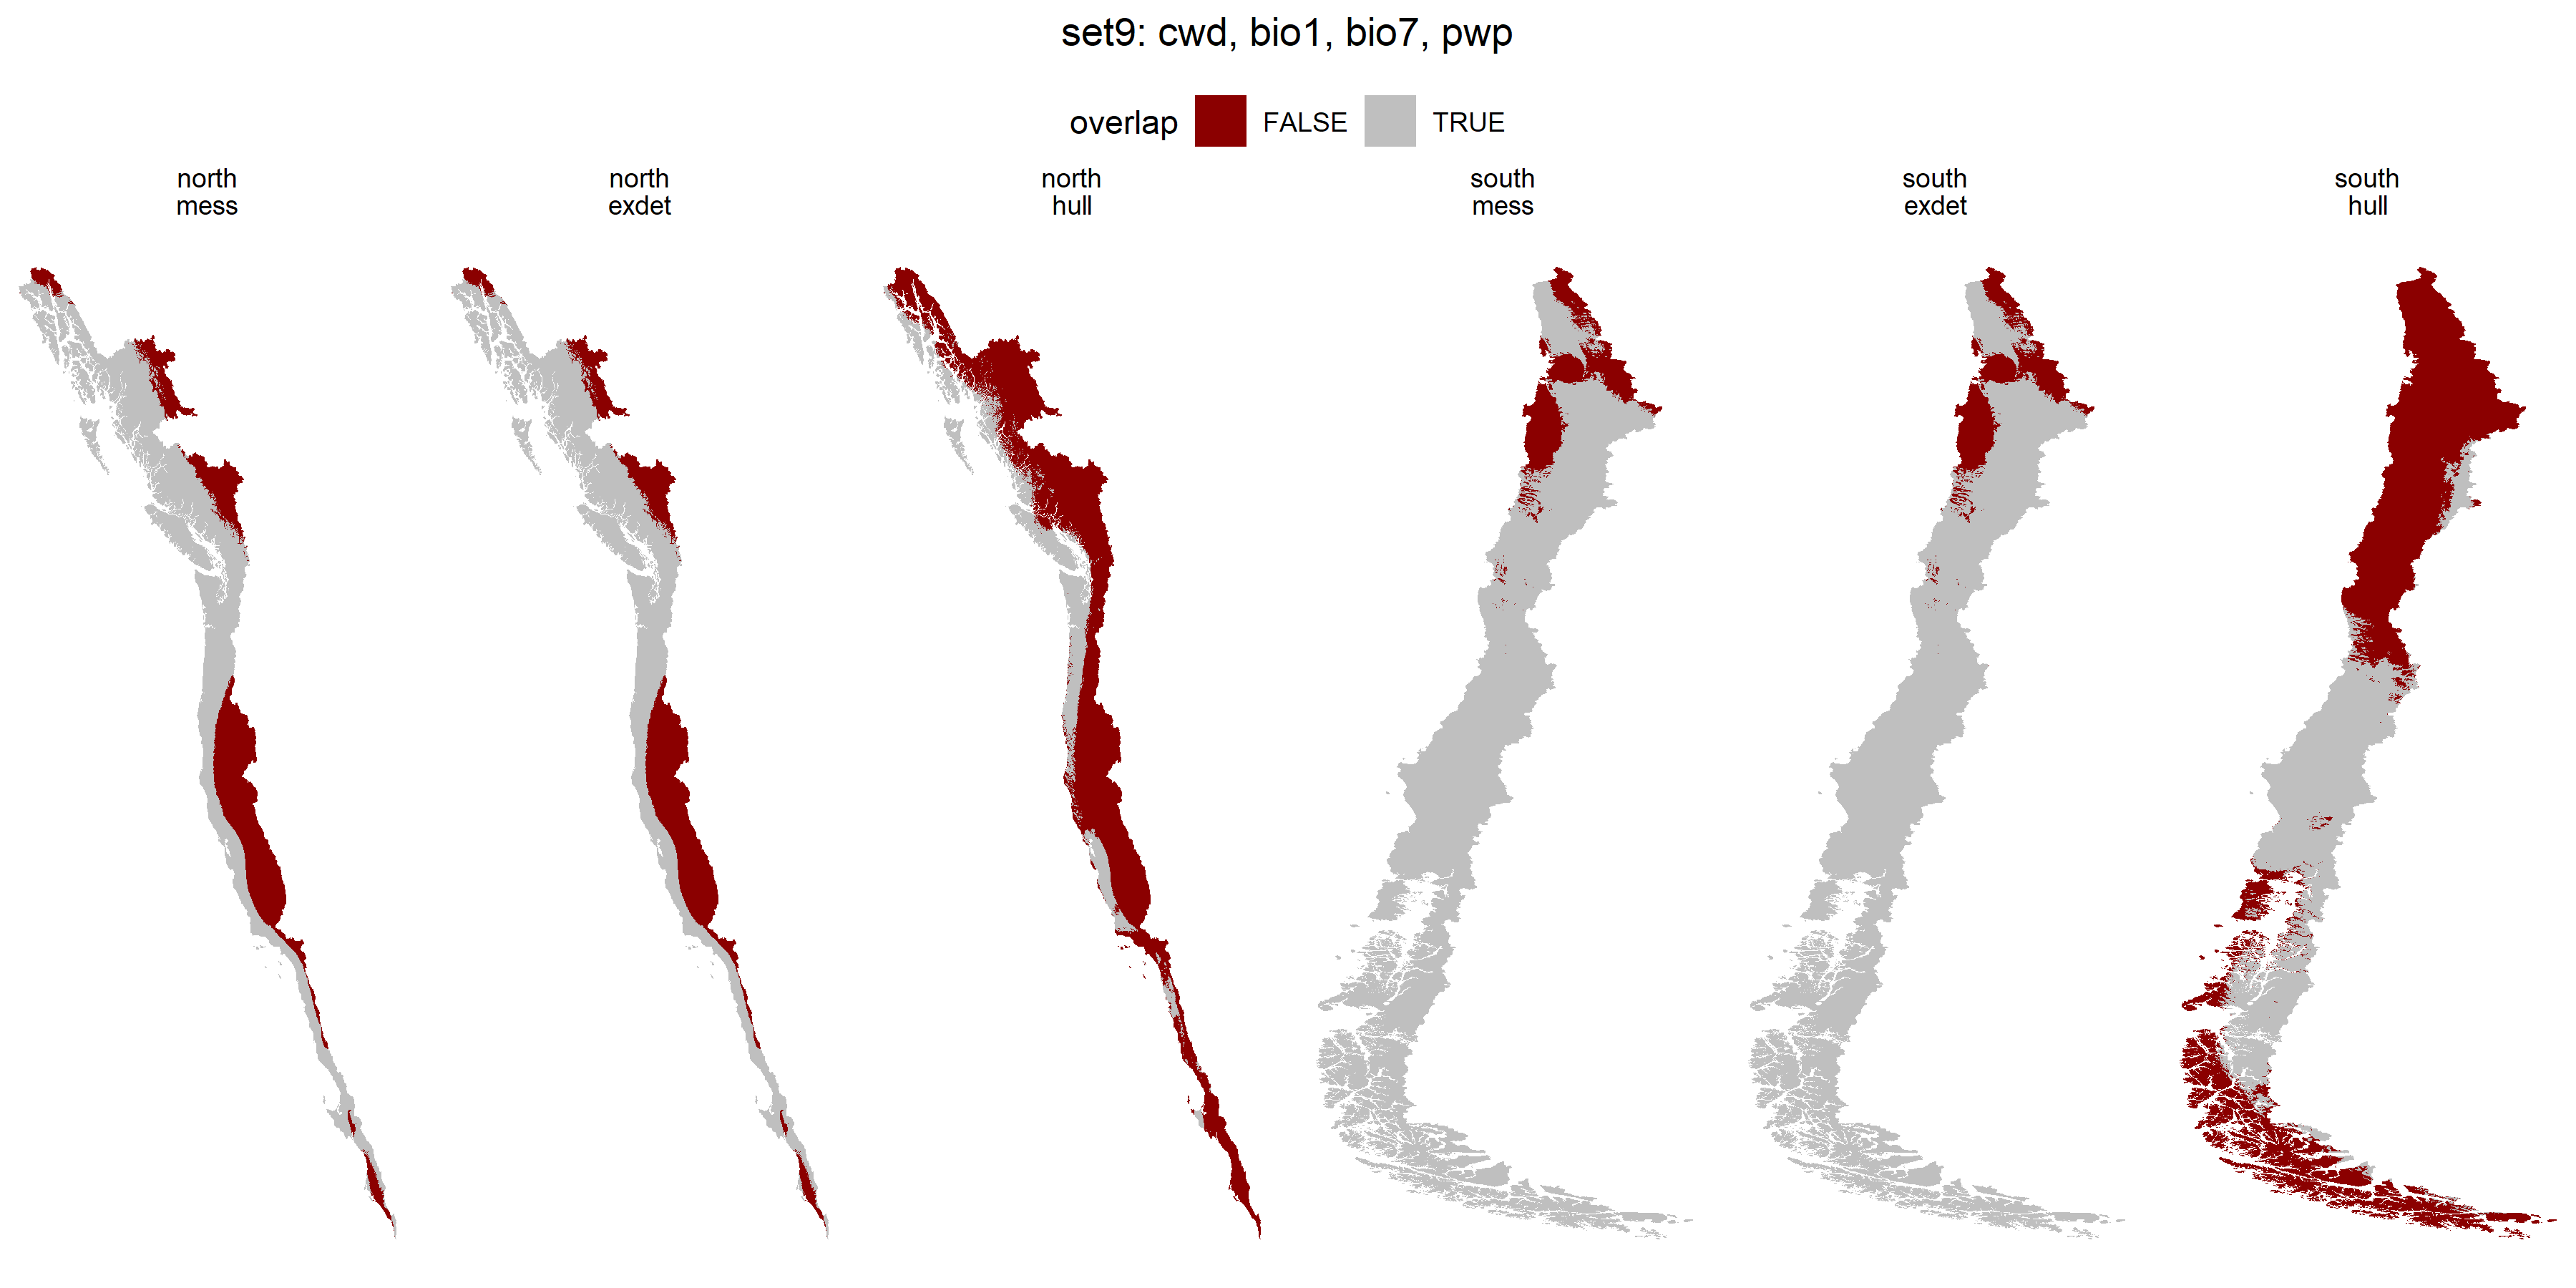 set9: cwd, bio1, bio7, pwp
overlap FALSE TRUE
north mess
north exdet
north hull
south mess
south exdet
south hull